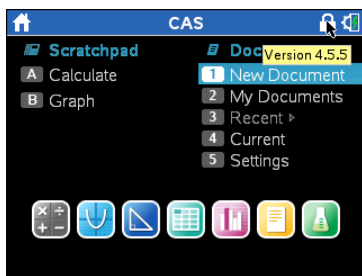 CAS
Scratchpad
A Calculate
B Graph
Doc
Version 4.5.5
1 New Document
2 My Documents
3 Recent ▸
4 Current
5 Settings